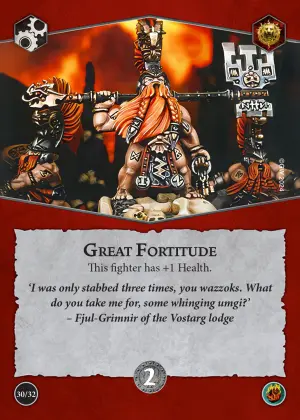 GREAT FORTITUDE
This fighter has +1 Health.
‘I was only stabbed three times, you wazzoks. What
do you take me for, some whinging umgi?’
– Fjul-Grimnir of the Vostarg lodge
2
30/32